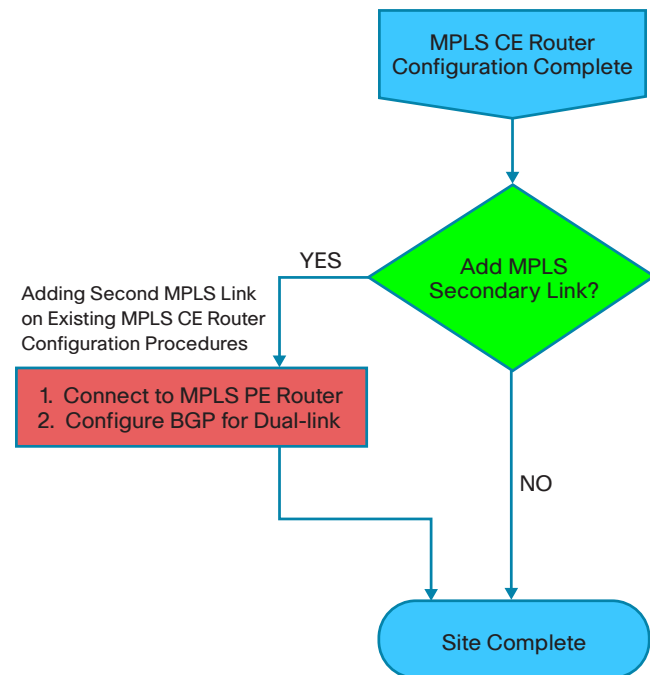 MPLS CE Router
Configuration Complete
Add MPLS
Secondary Link?
YES
Adding Second MPLS Link
on Existing MPLS CE Router
Configuration Procedures
1. Connect to MPLS PE Router
2. Configure BGP for Dual-link
NO
Site Complete